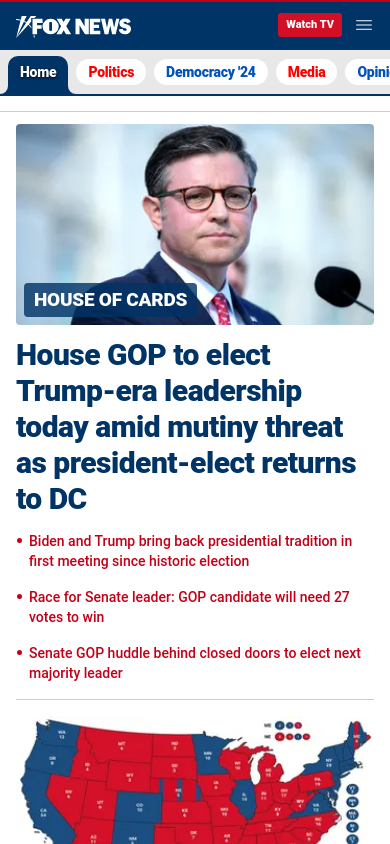 FOX NEWS
Watch TV
Home
Politics
Democracy '24
Media
Opini
HOUSE OF CARDS
House GOP to elect
Trump-era leadership
today amid mutiny threat
as president-elect returns
to DC
• Biden and Trump bring back presidential tradition in
first meeting since historic election
• Race for Senate leader: GOP candidate will need 27
votes to win
• Senate GOP huddle behind closed doors to elect next
majority leader